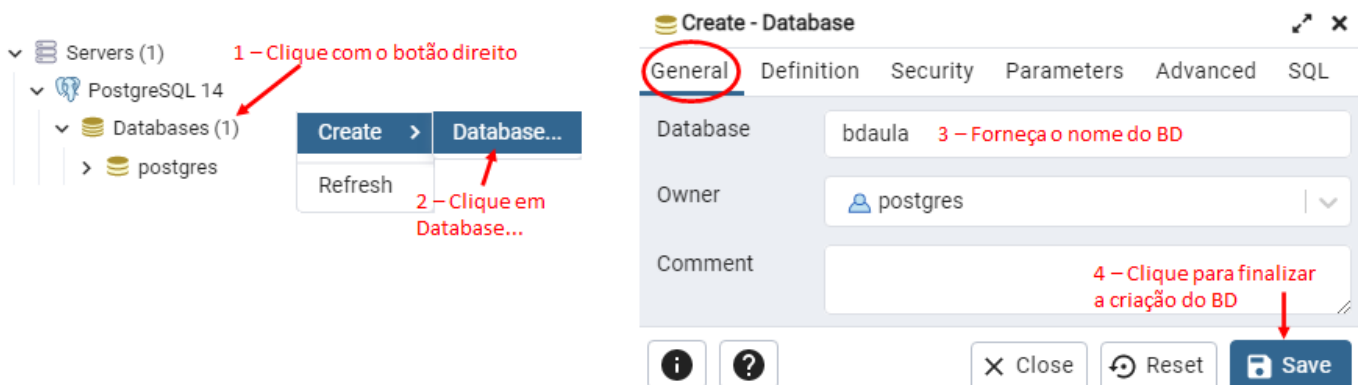 Servers (1)
1 – Clique com o botão direito
PostgreSQL 14
Databases (1)
postgres
Create
Database...
Refresh
2 – Clique em
Database...
Create - Database
General Definition Security Parameters Advanced SQL
Database
bdaula
3 – Forneça o nome do BD
Owner
postgres
Comment
4 – Clique para finalizar
a criação do BD
Close Reset Save